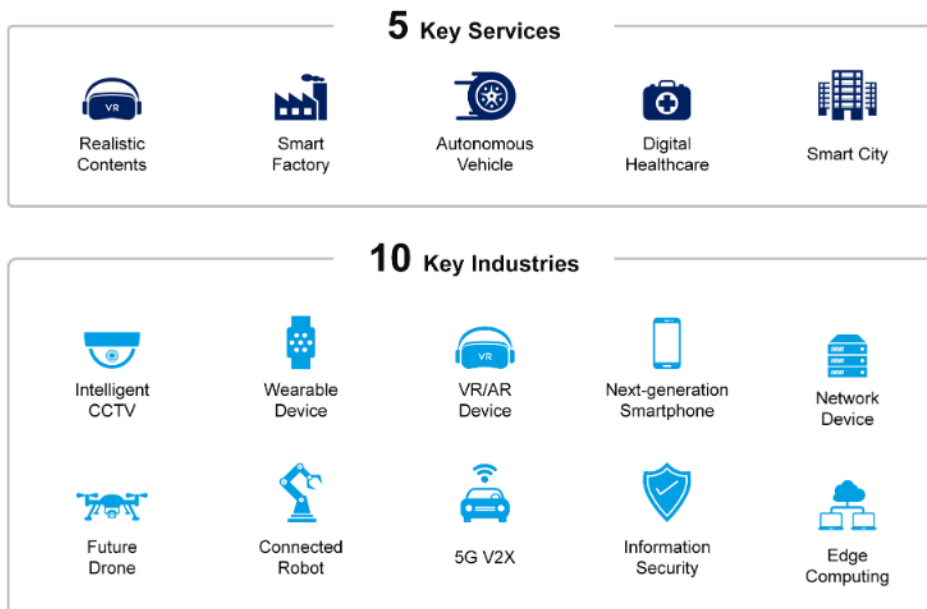 5 Key Services
VR
Realistic
Contents
Smart
Factory
Autonomous
Vehicle
Digital
Healthcare
Smart City
10 Key Industries
Intelligent
CCTV
Wearable
Device
VR
VR/AR
Device
Next-generation
Smartphone
Network
Device
Future
Drone
Connected
Robot
5G V2X
Information
Security
Edge
Computing